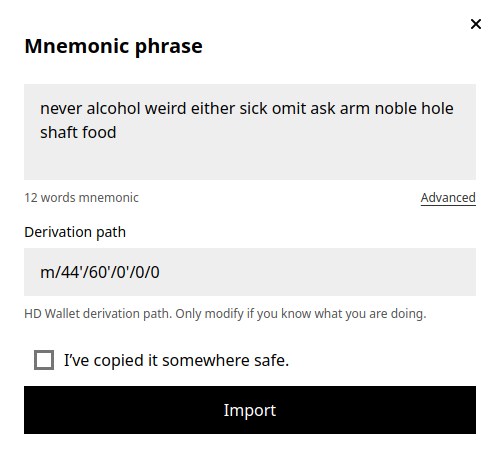 Mnemonic phrase
never alcohol weird either sick omit ask arm noble hole
shaft food
12 words mnemonic Advanced
Derivation path
m/44'/60'/0'/0/0
HD Wallet derivation path. Only modify if you know what you are doing.
I've copied it somewhere safe.
Import